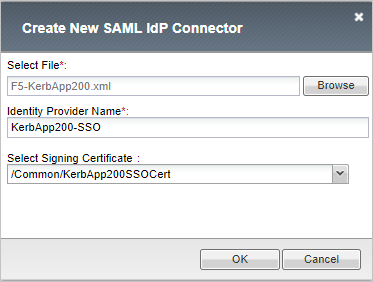 Create New SAML IdP Connector
Select File*:
F5-KerbApp200.xml
Browse
Identity Provider Name*:
KerbApp200-SSO
Select Signing Certificate :
/Common/KerbApp200SSOCert
OK
Cancel